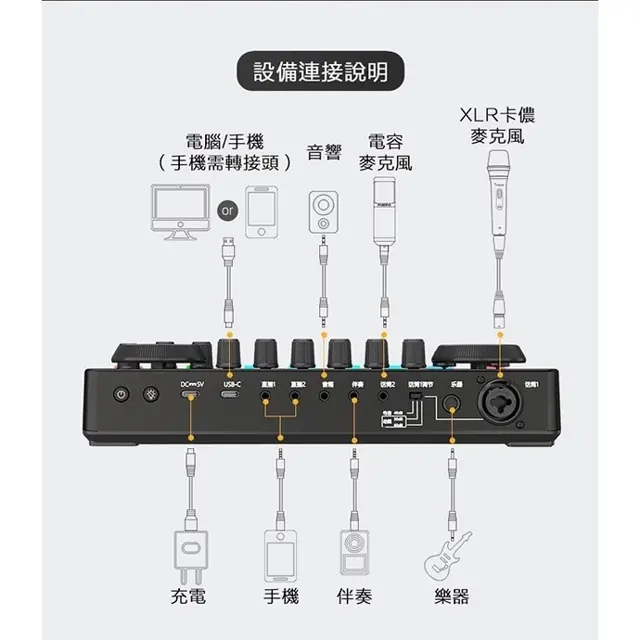 設備連接說明
電腦/手機
（手機需轉接頭）
音響
電容
麥克風
XLR卡儂
麥克風
or
DC⎓5V
USB-C
直播1
直播2
音箱
伴奏
话筒2
话筒1调节
乐器
话筒1
充電
手機
伴奏
樂器